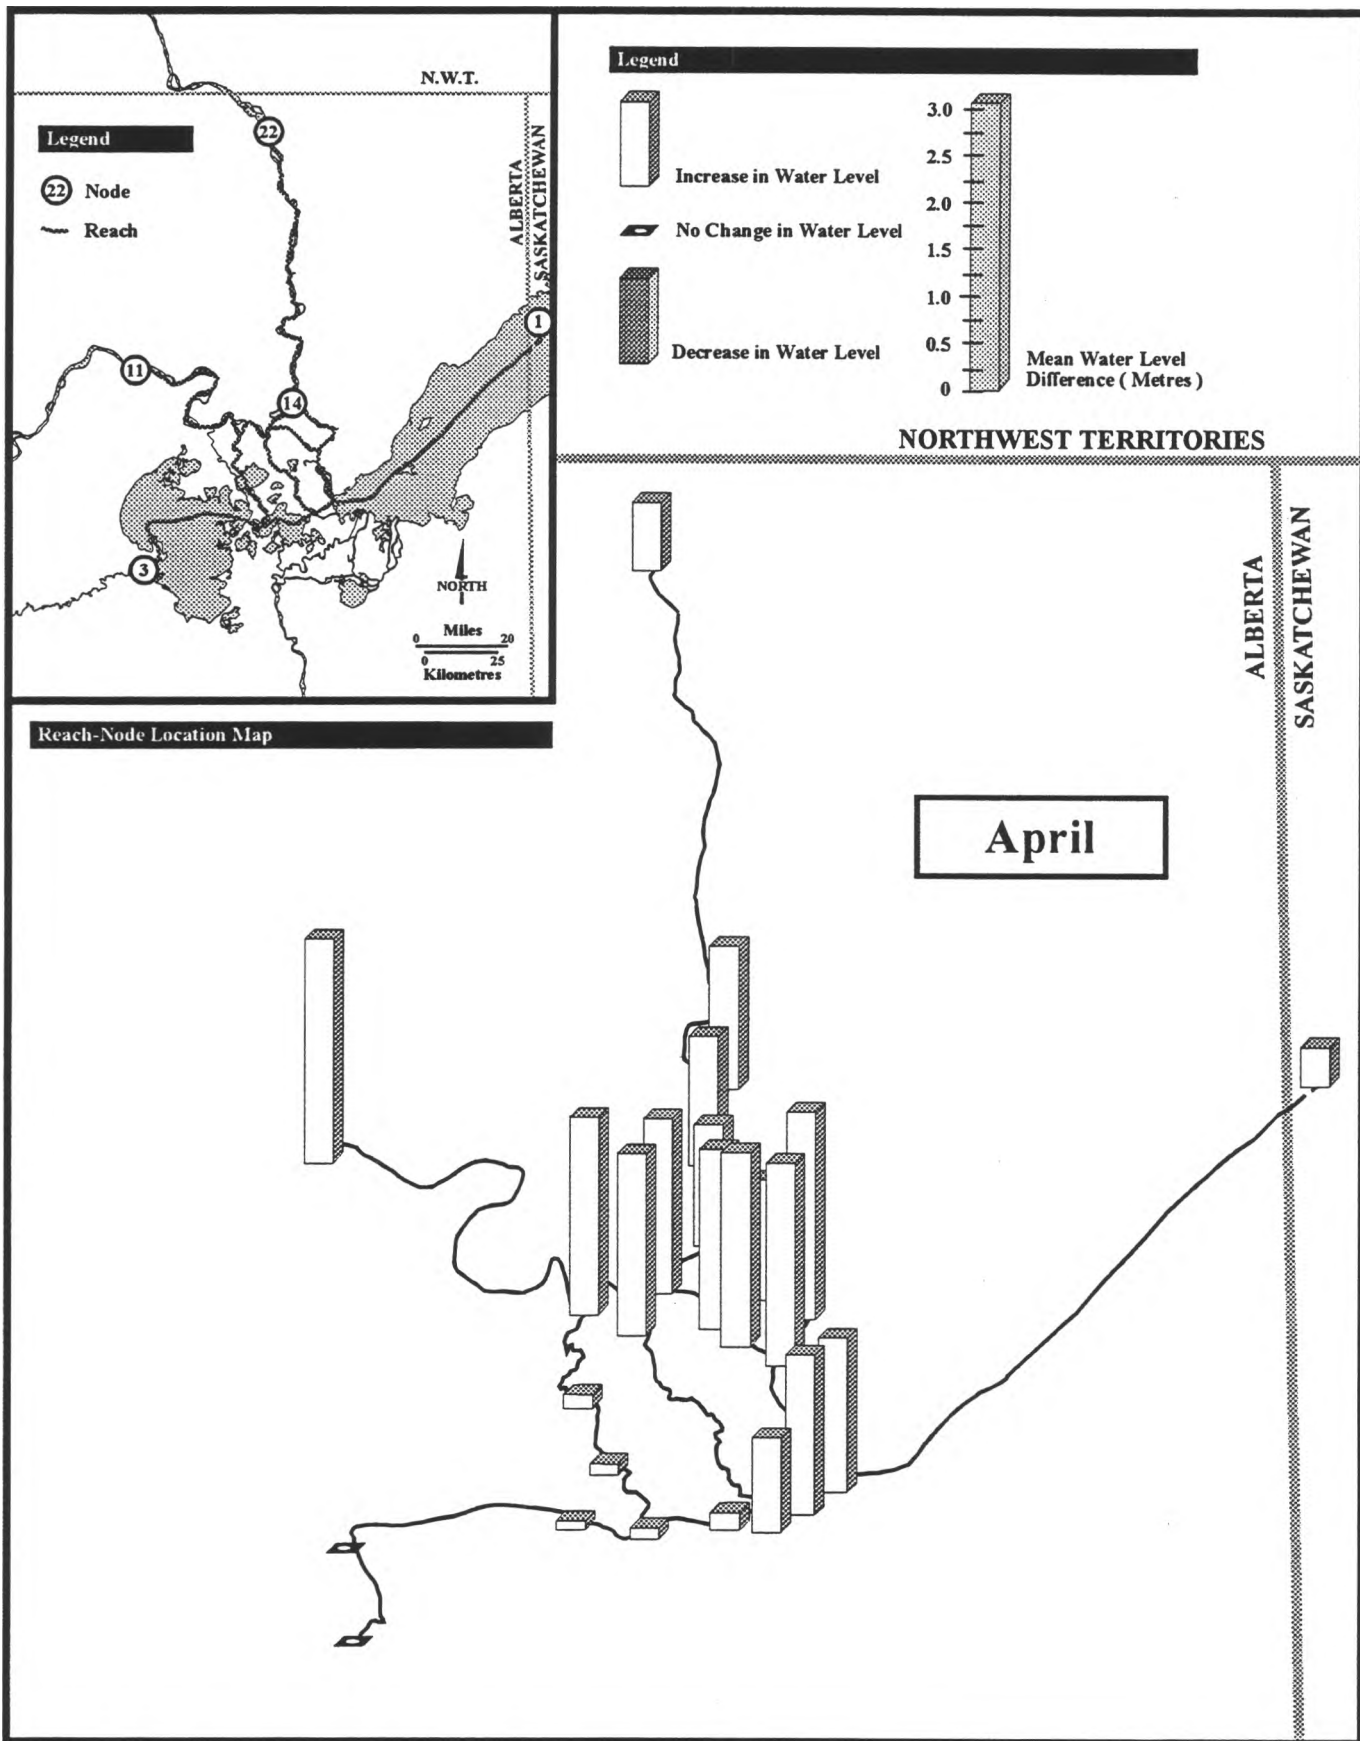 N.W.T.
Legend
22
22 Node
Reach
ALBERTA
SASKATCHEWAN
1
11
14
3
NORTH
Miles
0 20
0 25
Kilometres
Reach-Node Location Map
Legend
Increase in Water Level
No Change in Water Level
Decrease in Water Level
3.0
2.5
2.0
1.5
1.0
0.5
0
Mean Water Level
Difference ( Metres )
NORTHWEST TERRITORIES
ALBERTA
SASKATCHEWAN
April